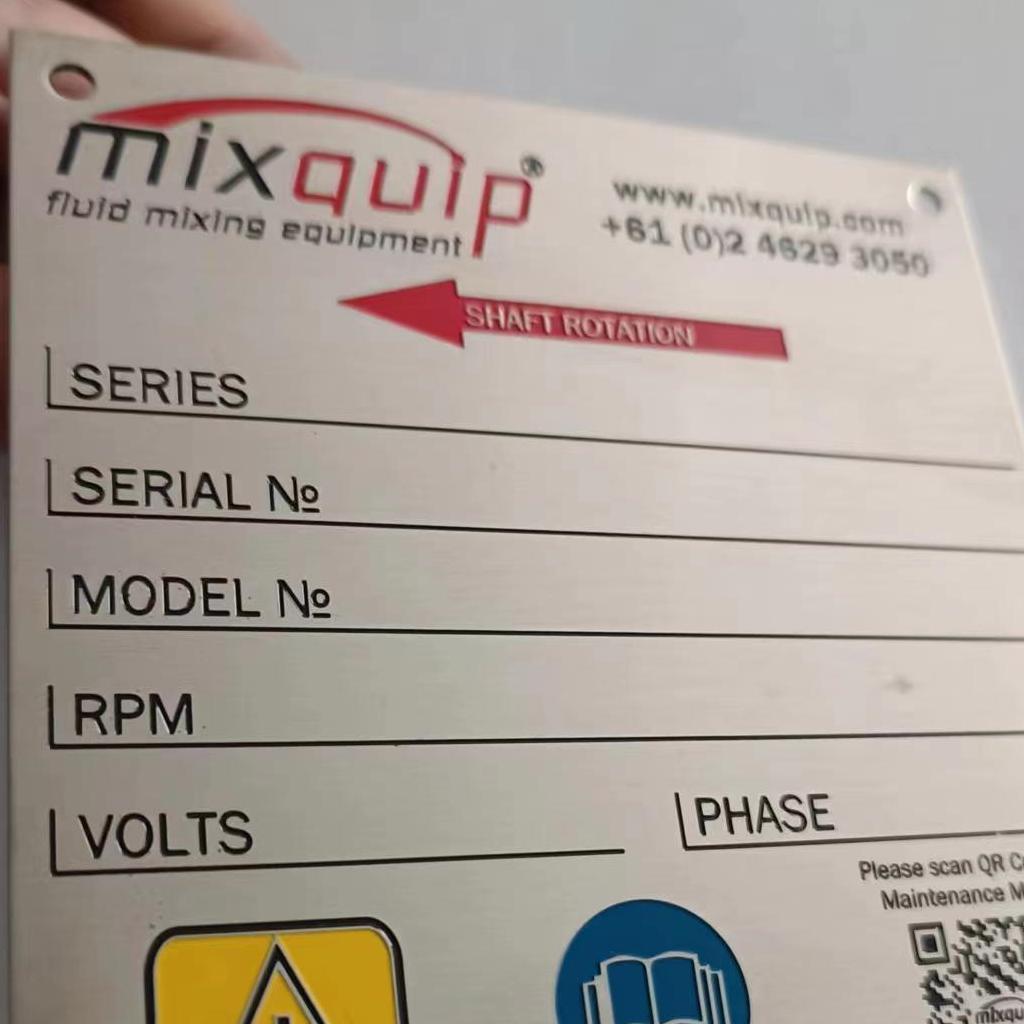 mixquip®
fluid mixing equipment
www.mixquip.com
+61 (0)2 4629 3050
SHAFT ROTATION
SERIES
SERIAL №
MODEL №
RPM
VOLTS
PHASE
Please scan QR
Maintenance